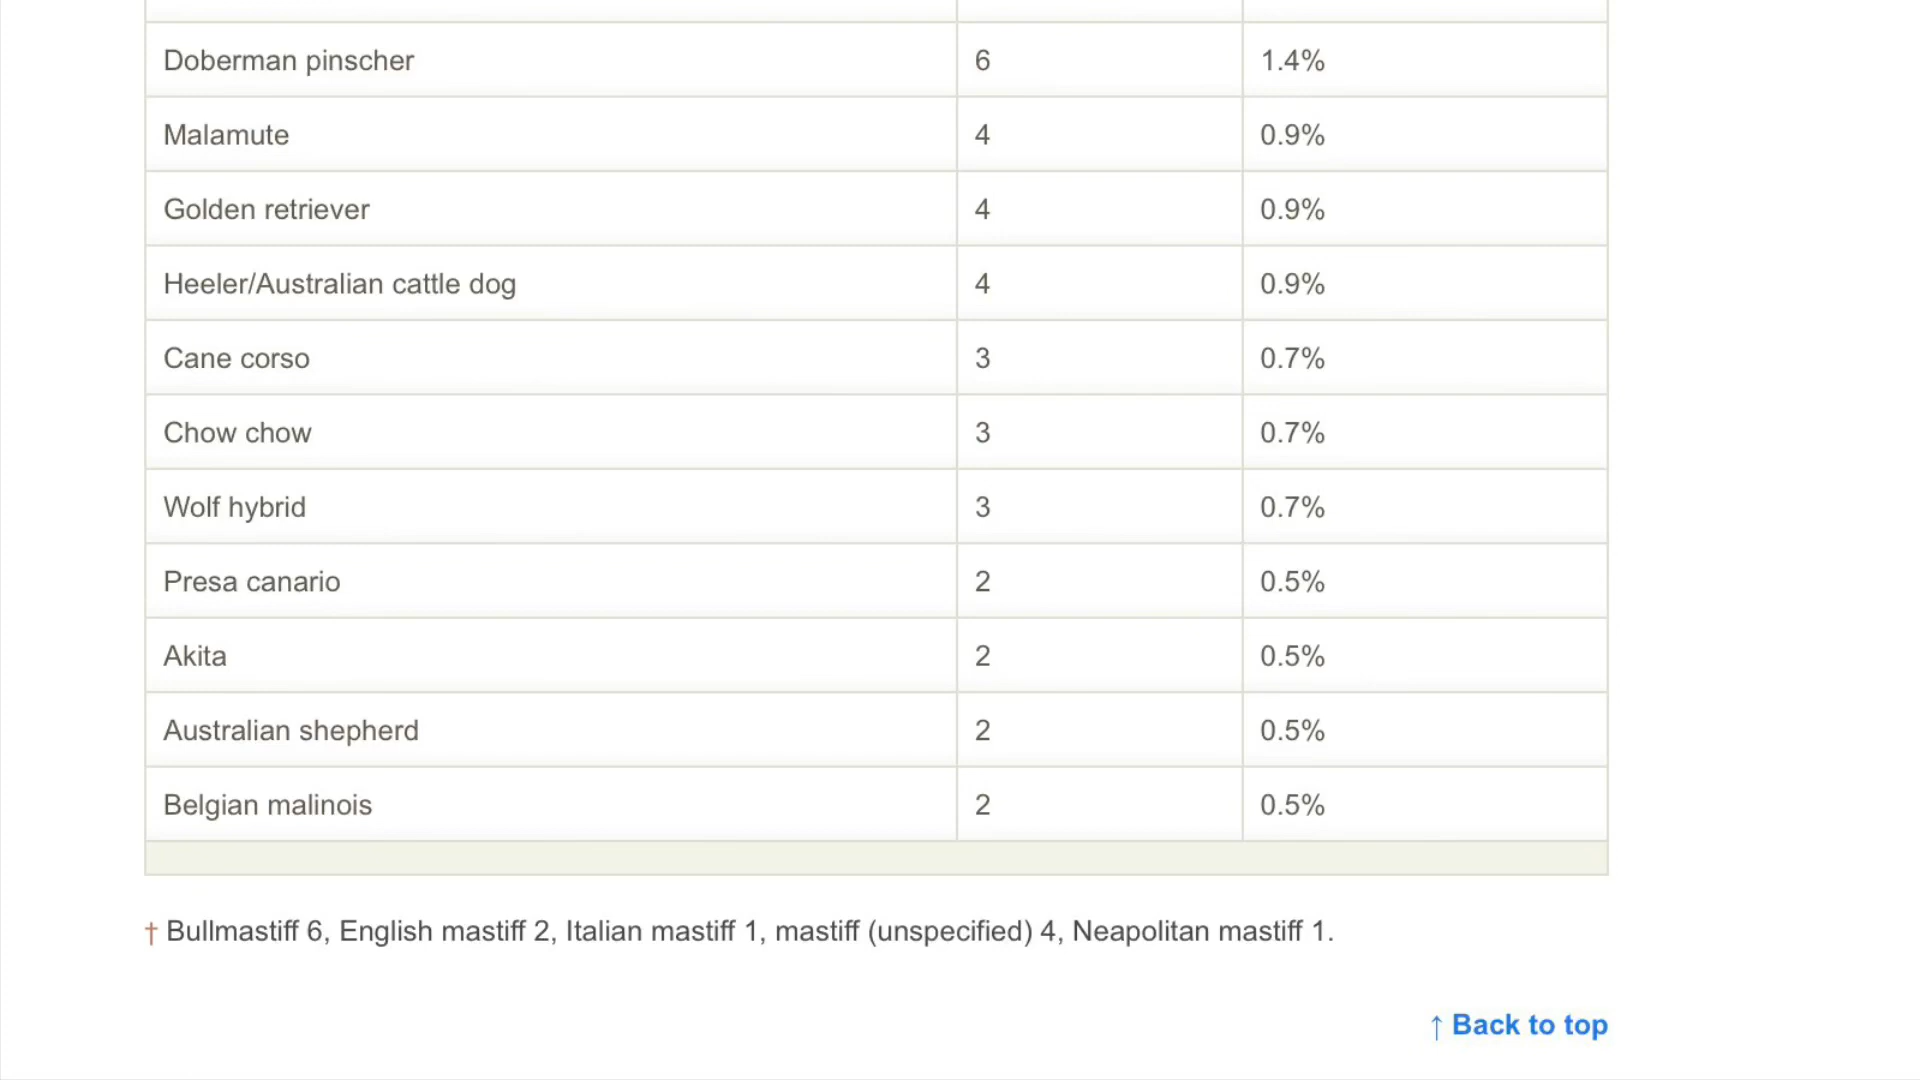 Doberman pinscher 6 1.4%
Malamute 4 0.9%
Golden retriever 4 0.9%
Heeler/Australian cattle dog 4 0.9%
Cane corso 3 0.7%
Chow chow 3 0.7%
Wolf hybrid 3 0.7%
Presa canario 2 0.5%
Akita 2 0.5%
Australian shepherd 2 0.5%
Belgian malinois 2 0.5%
† Bullmastiff 6, English mastiff 2, Italian mastiff 1, mastiff (unspecified) 4, Neapolitan mastiff 1.
↑ Back to top